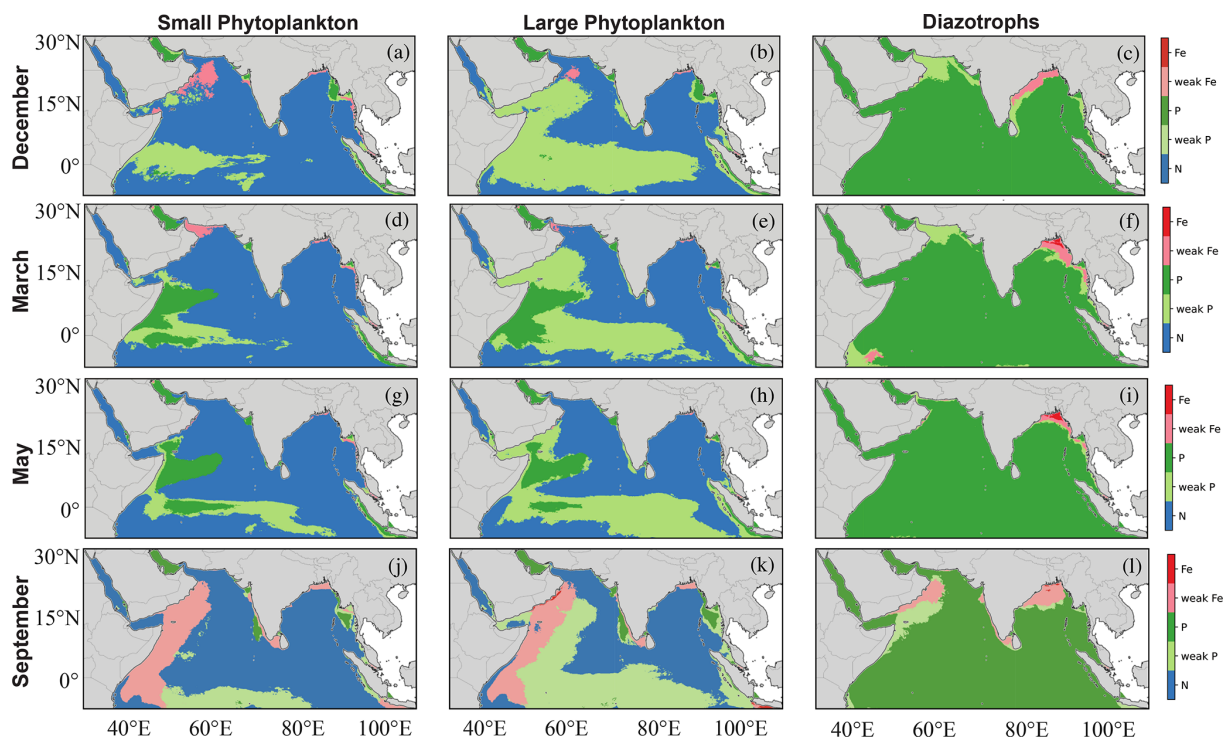 Small Phytoplankton Large Phytoplankton Diazotrophs
December
30°N
15°N
0°
(a) (b) (c)
Fe
weak Fe
P
weak P
N
March
30°N
15°N
0°
(d) (e) (f)
Fe
weak Fe
P
weak P
N
May
30°N
15°N
0°
(g) (h) (i)
Fe
weak Fe
P
weak P
N
September
30°N
15°N
0°
(j) (k) (l)
Fe
weak Fe
P
weak P
N
40°E 60°E 80°E 100°E 40°E 60°E 80°E 100°E 40°E 60°E 80°E 100°E